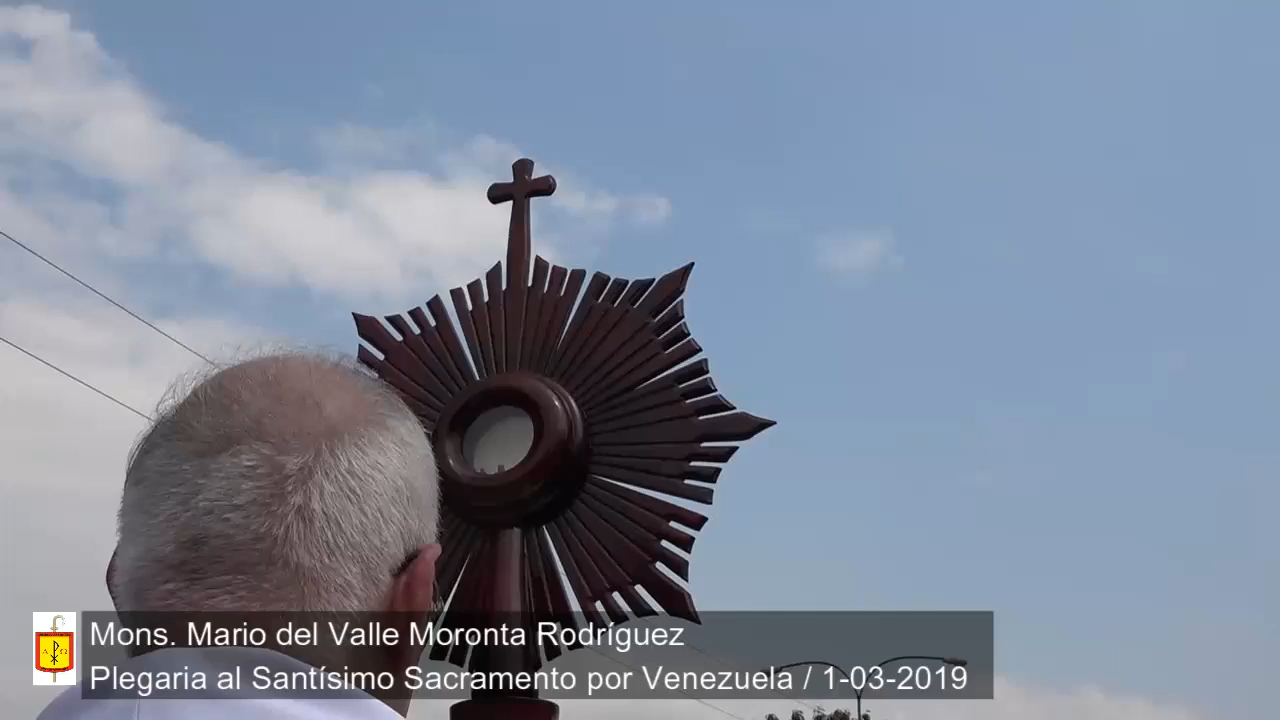 Mons. Mario del Valle Moronta Rodríguez
Plegaria al Santísimo Sacramento por Venezuela / 1-03-2019
Α Ω